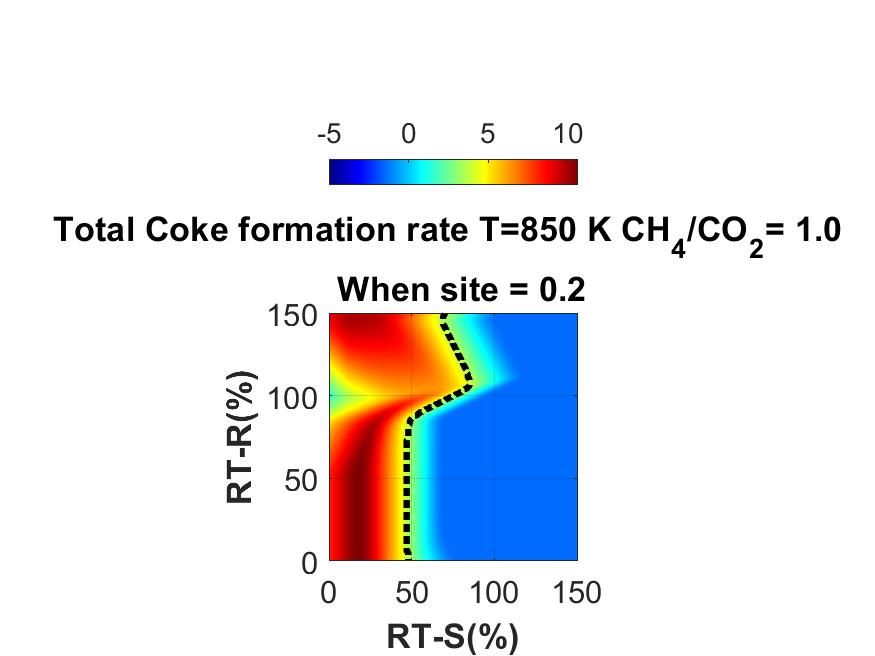 -5 0 5 10
Total Coke formation rate T=850 K CH₄/CO₂= 1.0
When site = 0.2
150
100
50
0
RT-R(%)
0 50 100 150
RT-S(%)